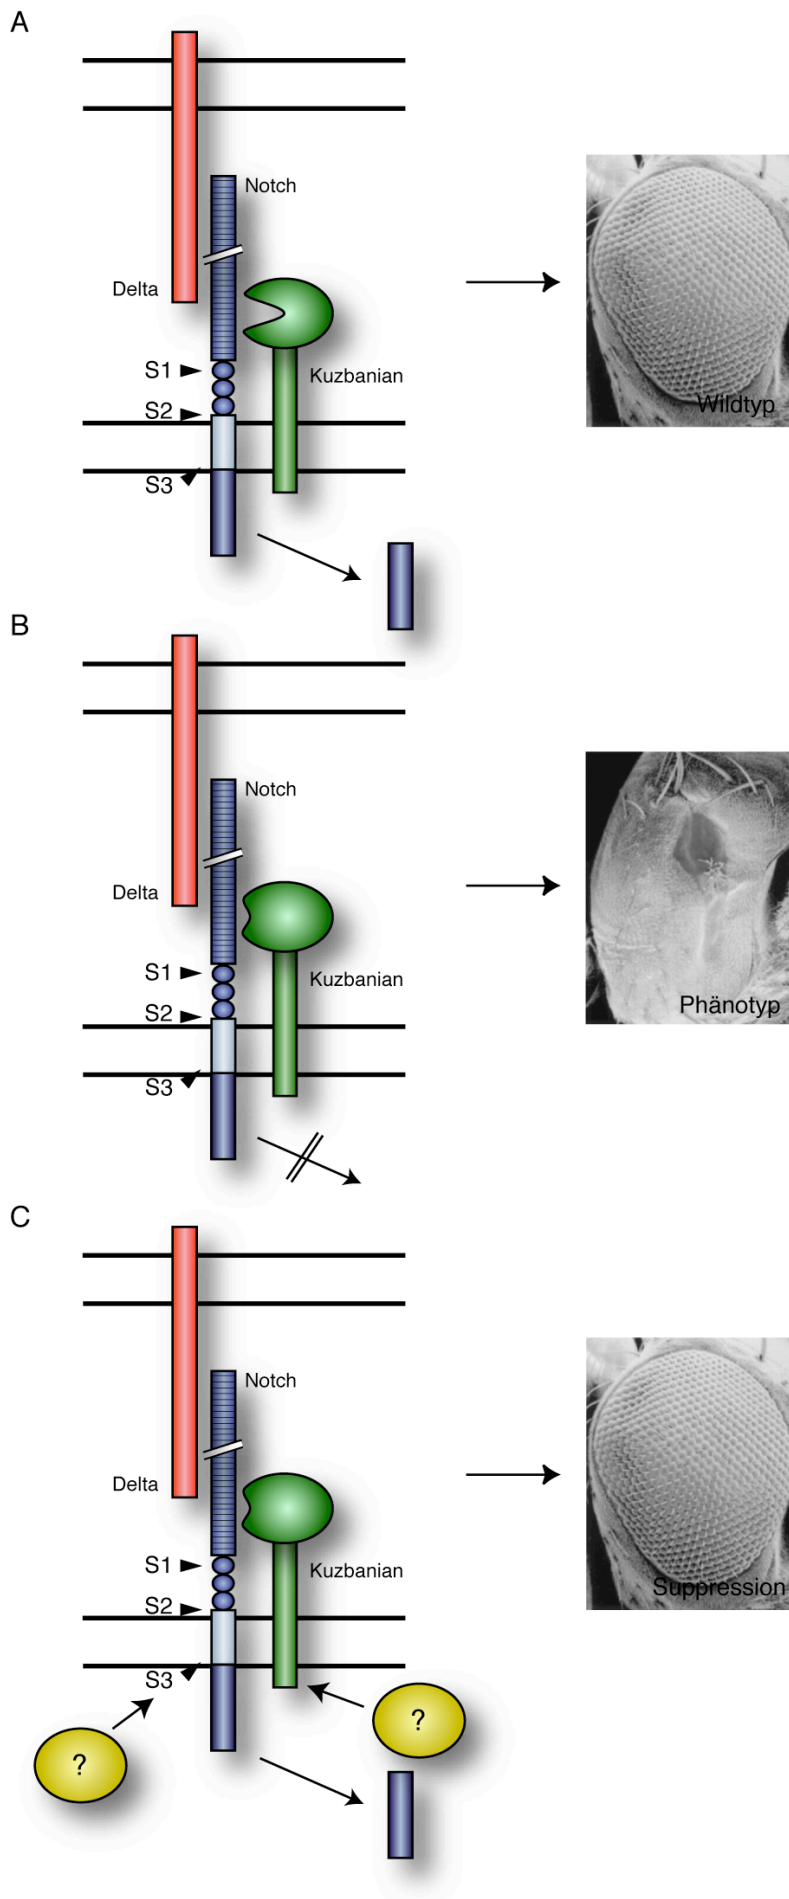 A
Notch
Delta
S1
Kuzbanian
S2
S3
Wildtyp
B
Notch
Delta
S1
Kuzbanian
S2
S3
Phänotyp
C
Notch
Delta
S1
Kuzbanian
S2
S3
Suppression
?
?